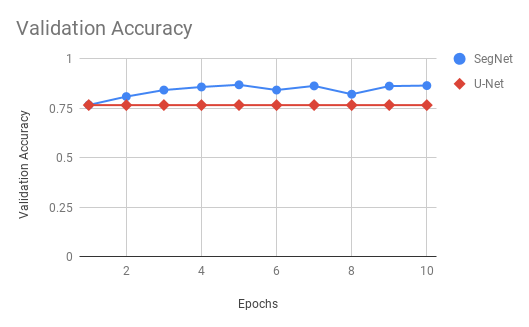 Validation Accuracy
SegNet
U-Net
Validation Accuracy
1
0.75
0.5
0.25
0
2
4
6
8
10
Epochs